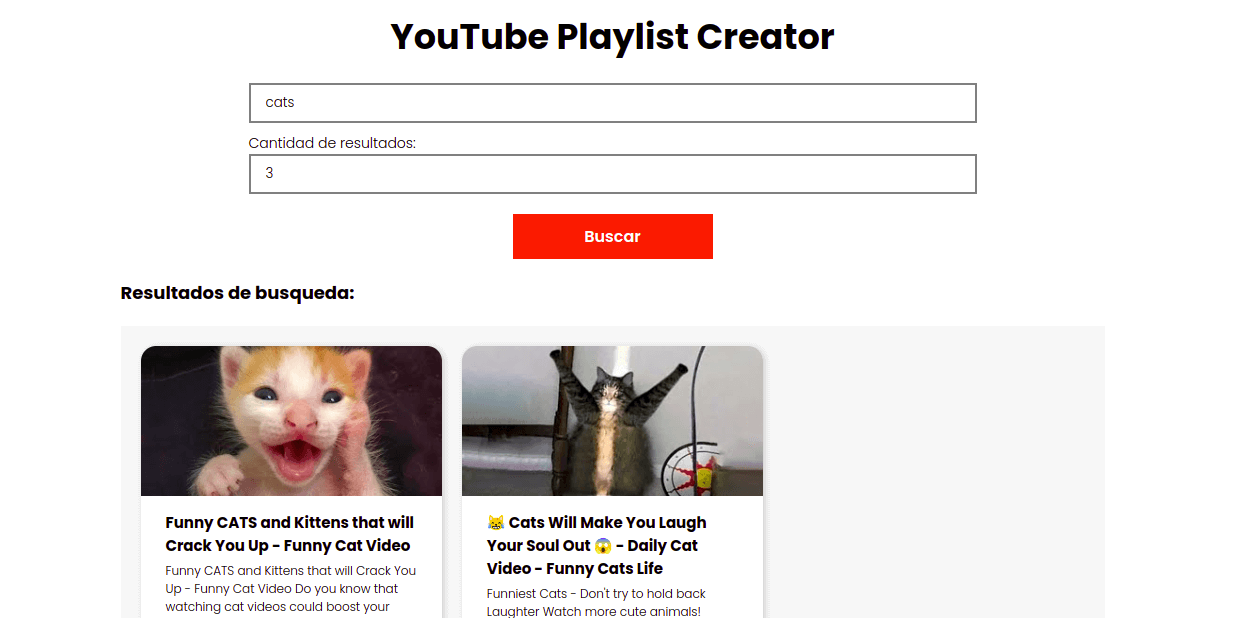 YouTube Playlist Creator
cats
Cantidad de resultados:
3
Buscar
Resultados de busqueda:
Funny CATS and Kittens that will
Crack You Up - Funny Cat Video
Funny CATS and Kittens that will Crack You
Up - Funny Cat Video Do you know that
watching cat videos could boost your
😹 Cats Will Make You Laugh
Your Soul Out 😱 - Daily Cat
Video - Funny Cats Life
Funniest Cats - Don't try to hold back
Laughter Watch more cute animals!